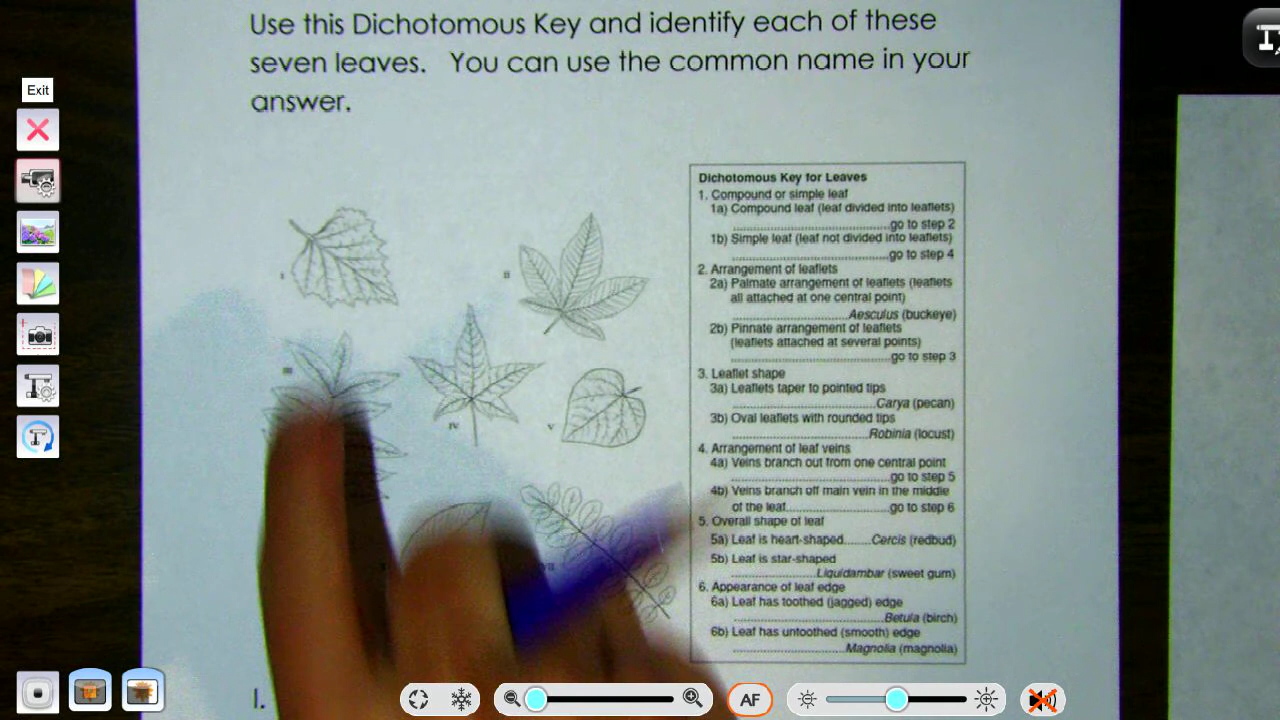 Use this Dichotomous Key and identify each of these
seven leaves. You can use the common name in your
answer.
Exit
Dichotomous Key for Leaves
1. Compound or simple leaf
1a) Compound leaf (leaf divided into leaflets)
........................................go to step 2
1b) Simple leaf (leaf not divided into leaflets)
........................................go to step 4
2. Arrangement of leaflets
2a) Palmate arrangement of leaflets (leaflets
all attached at one central point)
..............................Aesculus (buckeye)
2b) Pinnate arrangement of leaflets
(leaflets attached at several points)
........................................go to step 3
3. Leaflet shape
3a) Leaflets taper to pointed tips
....................................Carya (pecan)
3b) Oval leaflets with rounded tips
...................................Robinia (locust)
4. Arrangement of leaf veins
4a) Veins branch out from one central point
........................................go to step 5
4b) Veins branch off main vein in the middle
of the leaf..........................go to step 6
5. Overall shape of leaf
5a) Leaf is heart-shaped.......Cercis (redbud)
5b) Leaf is star-shaped
.....................Liquidambar (sweet gum)
6. Appearance of leaf edge
6a) Leaf has toothed (jagged) edge
......................................Betula (birch)
6b) Leaf has untoothed (smooth) edge
............................Magnolia (magnolia)
I
II
III
IV
V
VII
I.
AF